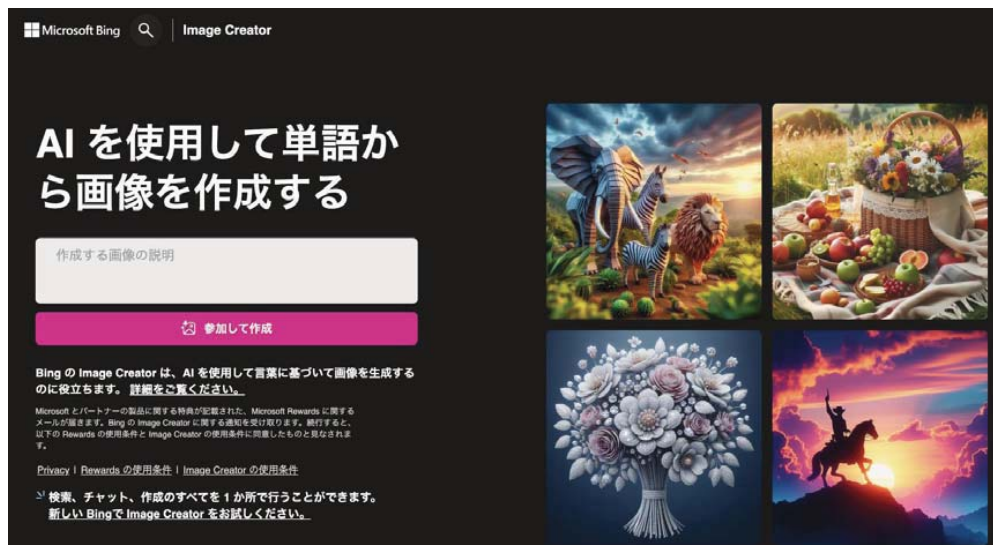 Microsoft Bing
Image Creator
AI を使用して単語か
ら画像を作成する
作成する画像の説明
参加して作成
Bing の Image Creator は、AI を使用して言葉に基づいて画像を生成する
のに役立ちます。 詳細をご覧ください。
Microsoft とパートナーの製品に関する特典が記載された、Microsoft Rewards に関する
メールが届きます。Bing の Image Creator に関する通知を受け取ります。続行すると、
以下の Rewards の使用条件と Image Creator の使用条件に同意したものと見なされま
す。
Privacy | Rewards の使用条件 | Image Creator の使用条件
検索、チャット、作成のすべてを 1 か所で行うことができます。
新しい Bingで Image Creator をお試しください。